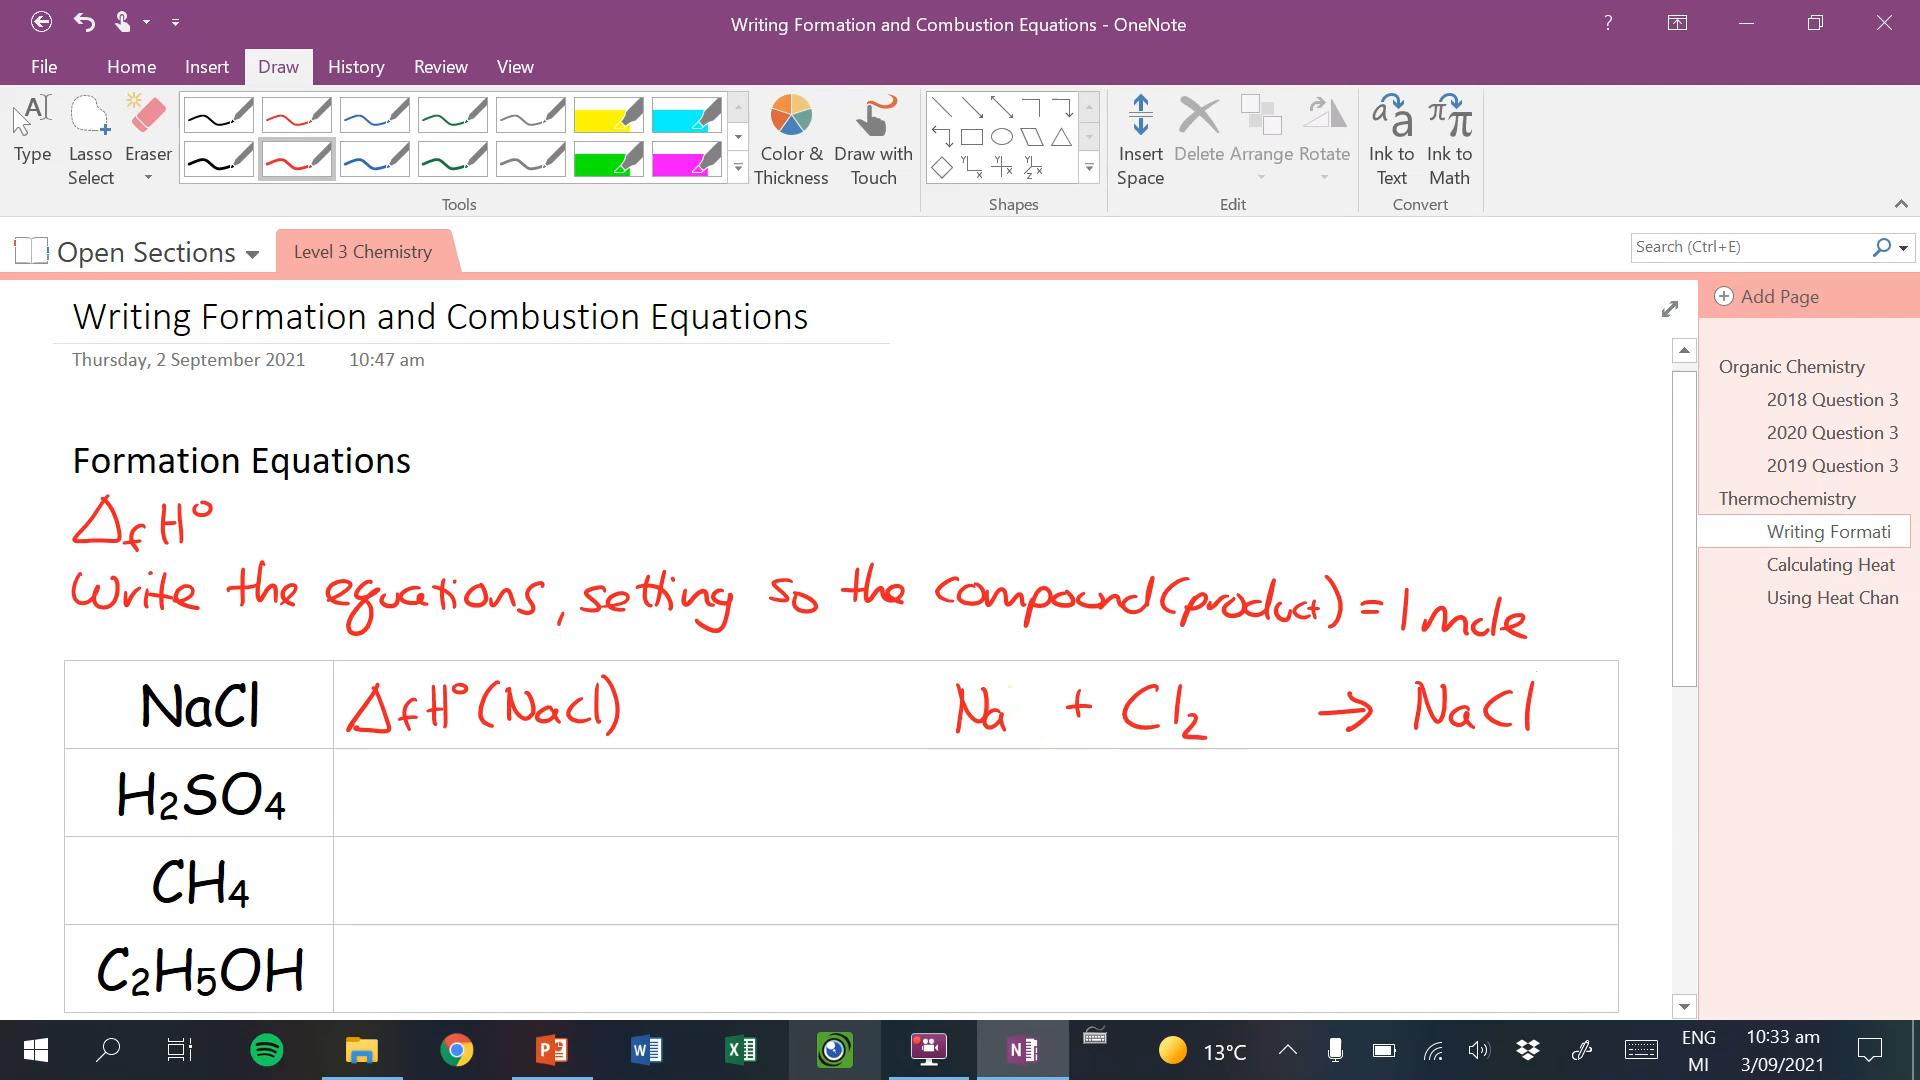 Writing Formation and Combustion Equations - OneNote
?
File Home Insert Draw History Review View
Type
Lasso Select
Eraser
Color & Thickness
Draw with Touch
Insert Space
Delete
Arrange
Rotate
Ink to Text
Ink to Math
Tools
Shapes
Edit
Convert
Open Sections
Level 3 Chemistry
Search (Ctrl+E)
Add Page
Writing Formation and Combustion Equations
Thursday, 2 September 2021 10:47 am
Formation Equations
ΔfH°
Write the equations, setting so the compound (product) = 1 mole
NaCl ΔfH°(NaCl) Na + Cl₂ → NaCl
H₂SO₄
CH₄
C₂H₅OH
Organic Chemistry
2018 Question 3
2020 Question 3
2019 Question 3
Thermochemistry
Writing Formati
Calculating Heat
Using Heat Chan
13°C
ENG
MI
10:33 am
3/09/2021